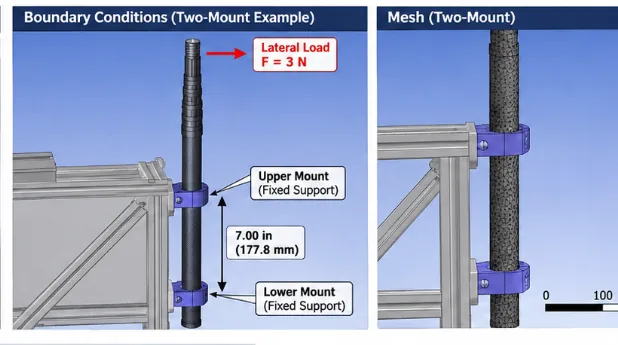 Boundary Conditions (Two-Mount Example)
Lateral Load
F = 3 N
Upper Mount
(Fixed Support)
7.00 in
(177.8 mm)
Lower Mount
(Fixed Support)
Mesh (Two-Mount)
0 100